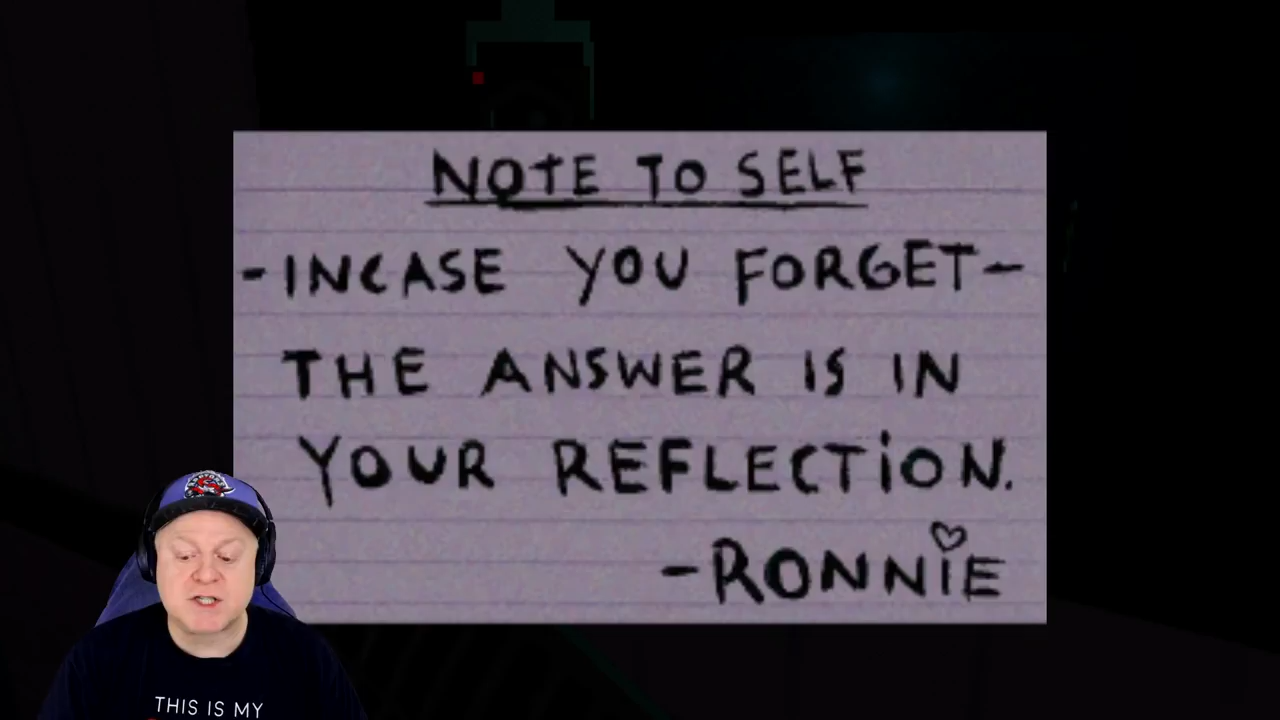 NOTE TO SELF
-INCASE YOU FORGET-
THE ANSWER IS IN
YOUR REFLECTION.
-RONNIE
THIS IS MY